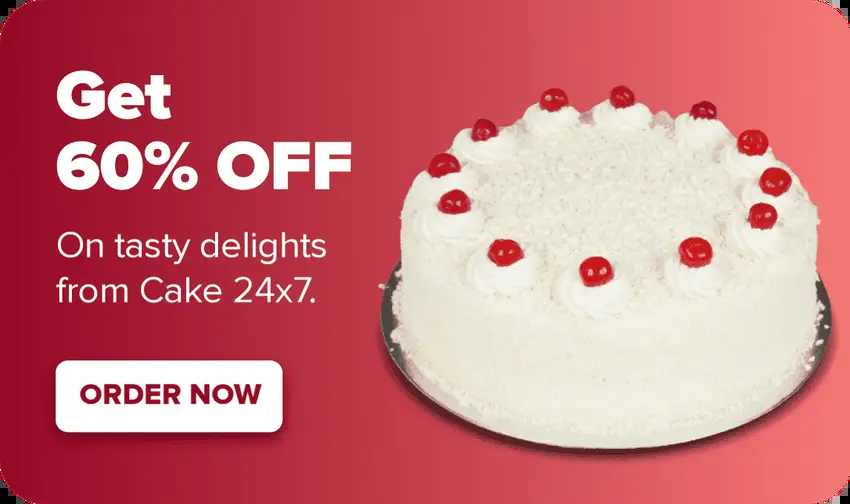 Get
60% OFF
On tasty delights
from Cake 24x7.
ORDER NOW